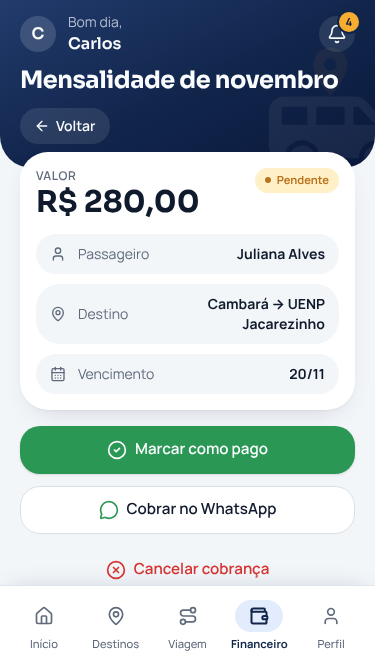 C
Bom dia,
Carlos
4
Mensalidade de novembro
← Voltar
VALOR
R$ 280,00
Pendente
Passageiro
Juliana Alves
Destino
Cambará → UENP
Jacarezinho
Vencimento
20/11
Marcar como pago
Cobrar no WhatsApp
Cancelar cobrança
Início
Destinos
Viagem
Financeiro
Perfil